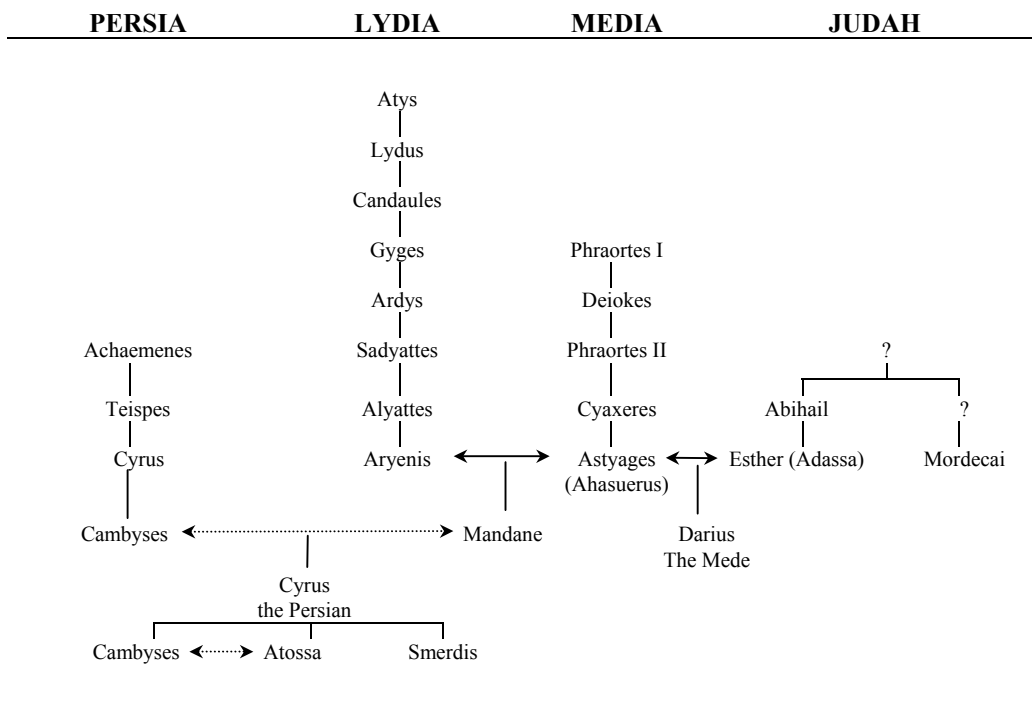 PERSIA LYDIA MEDIA JUDAH
Atys
Lydus
Candaules
Gyges Phraortes I
Ardys Deiokes
Achaemenes Sadyattes Phraortes II ?
Teispes Alyattes Cyaxeres Abihail ?
Cyrus Aryenis Astyages Esther (Adassa) Mordecai
(Ahasuerus)
Cambyses Mandane Darius
The Mede
Cyrus
the Persian
Cambyses Atossa Smerdis